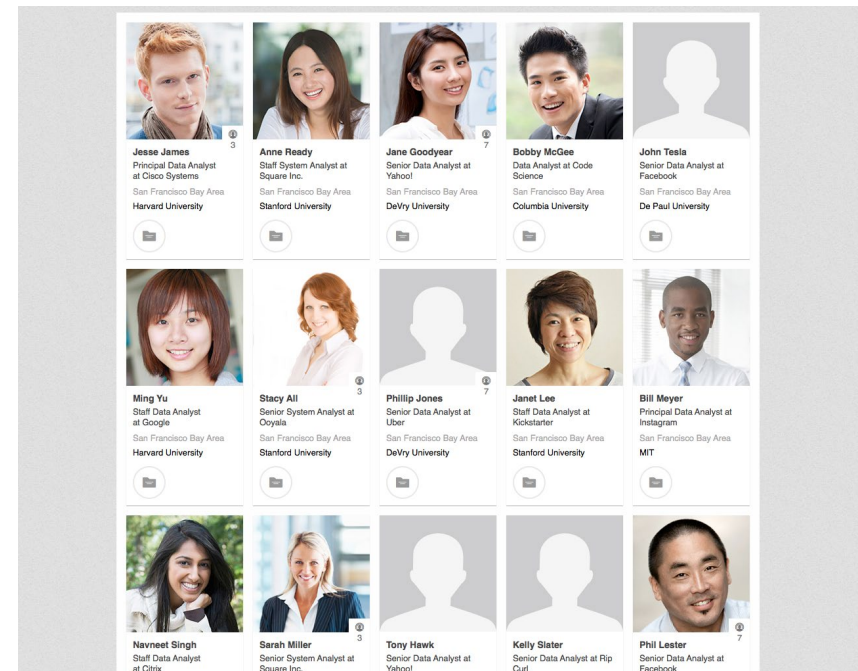 3
Jesse James
Principal Data Analyst
at Cisco Systems
San Francisco Bay Area
Harvard University
Anne Ready
Staff System Analyst at
Square Inc.
San Francisco Bay Area
Stanford University
7
Jane Goodyear
Senior Data Analyst at
Yahoo!
San Francisco Bay Area
DeVry University
Bobby McGee
Data Analyst at Code
Science
San Francisco Bay Area
Columbia University
John Tesla
Senior Data Analyst at
Facebook
San Francisco Bay Area
De Paul University
Ming Yu
Staff Data Analyst
at Google
San Francisco Bay Area
Harvard University
3
Stacy All
Senior System Analyst at
Ooyala
San Francisco Bay Area
Stanford University
7
Phillip Jones
Senior Data Analyst at
Uber
San Francisco Bay Area
DeVry University
Janet Lee
Staff Data Analyst at
Kickstarter
San Francisco Bay Area
Stanford University
Bill Meyer
Principal Data Analyst at
Instagram
San Francisco Bay Area
MIT
Navneet Singh
Staff Data Analyst
at Citrix
3
Sarah Miller
Senior System Analyst at
Square Inc.
Tony Hawk
Senior Data Analyst at
Yahoo!
Kelly Slater
Senior Data Analyst at Rip
Curl
7
Phil Lester
Senior Data Analyst at
Facebook